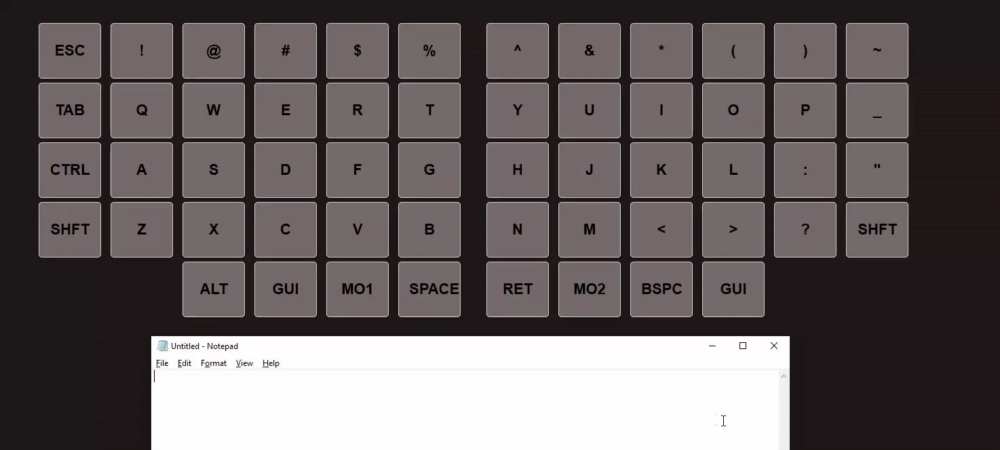 ESC ! @ # $ % ^ & * ( ) ~
TAB Q W E R T Y U I O P _
CTRL A S D F G H J K L : "
SHFT Z X C V B N M < > ? SHFT
ALT GUI MO1 SPACE RET MO2 BSPC GUI
Untitled - Notepad
File Edit Format View Help